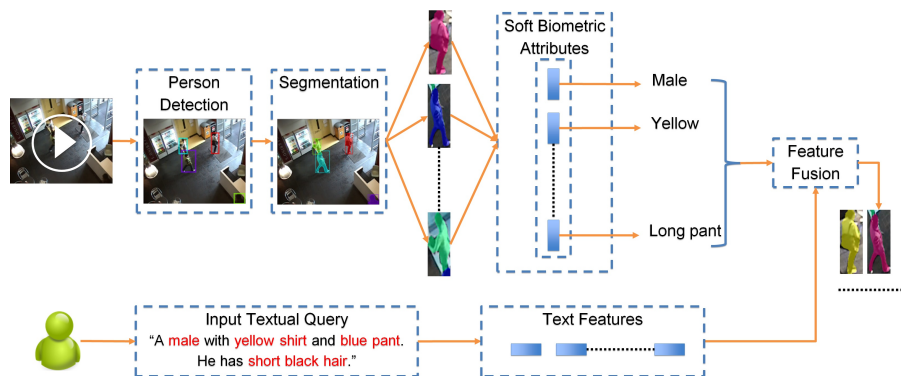 Person
Detection
Segmentation
Soft Biometric
Attributes
Male
Yellow
Long pant
Feature
Fusion
Input Textual Query
“A male with yellow shirt and blue pant.
He has short black hair.”
Text Features